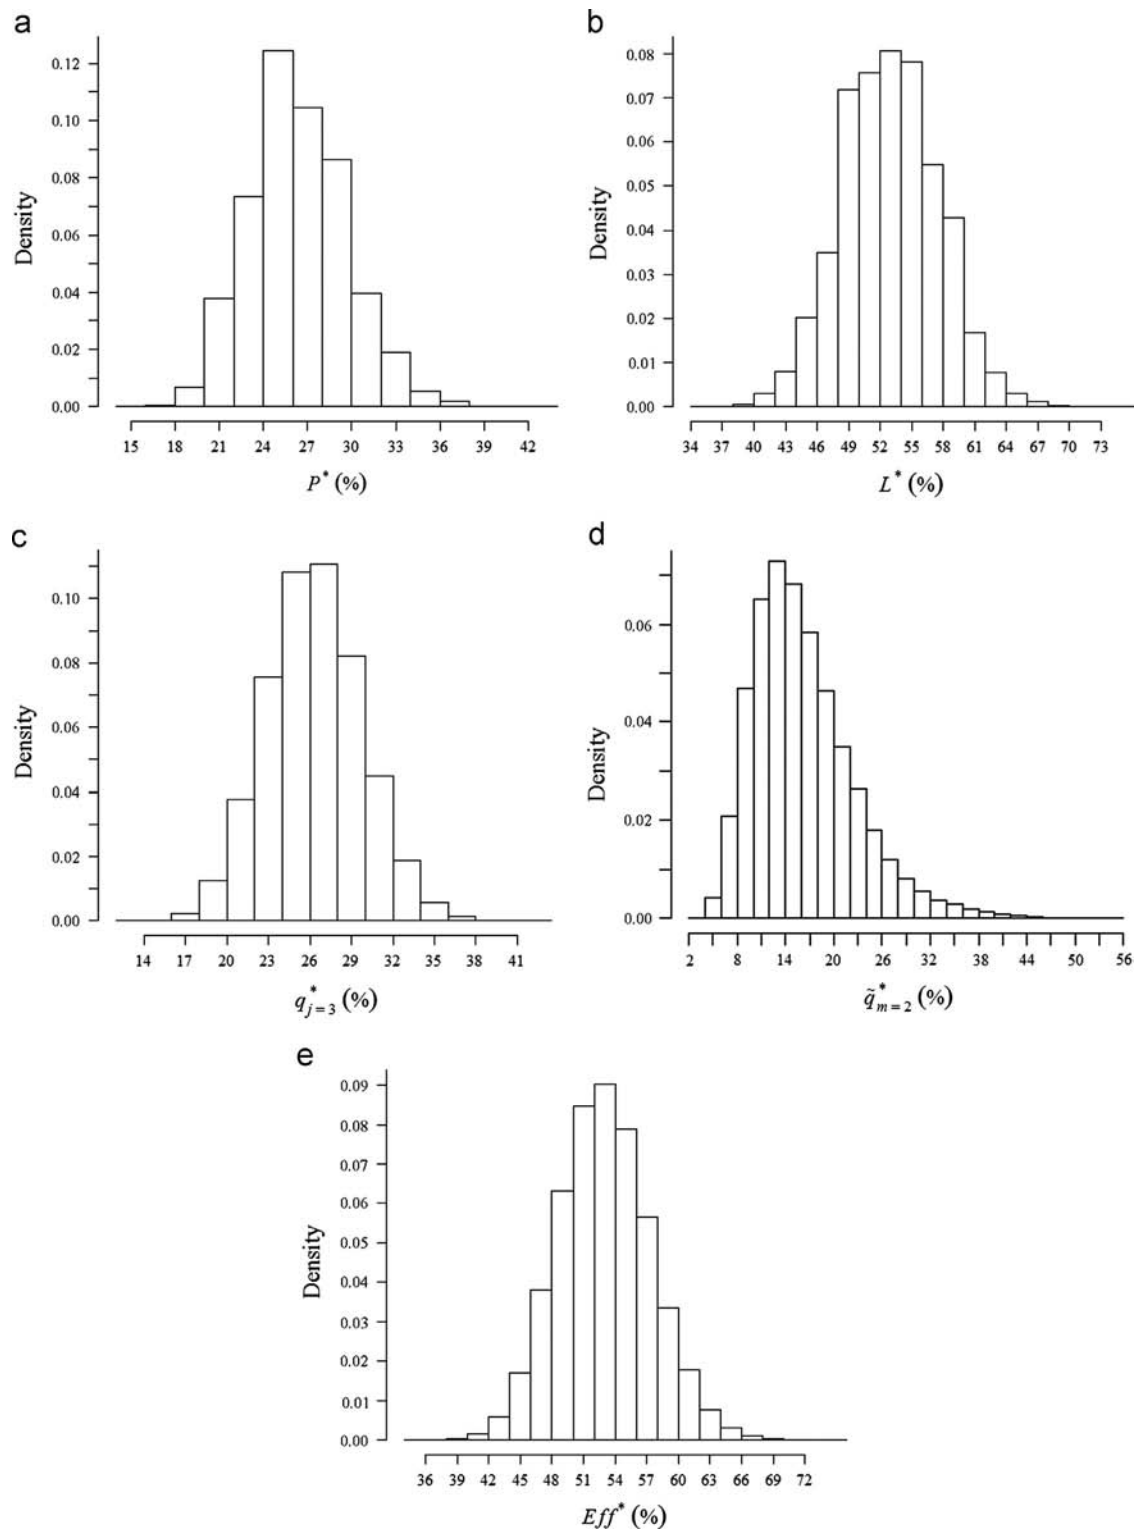 a
0.12
0.10
0.08
0.06
0.04
0.02
0.00
Density
15 18 21 24 27 30 33 36 39 42
P* (%)
b
0.08
0.07
0.06
0.05
0.04
0.03
0.02
0.01
0.00
Density
34 37 40 43 46 49 52 55 58 61 64 67 70 73
L* (%)
c
0.10
0.08
0.06
0.04
0.02
0.00
Density
14 17 20 23 26 29 32 35 38 41
q*j=3 (%)
d
0.06
0.04
0.02
0.00
Density
2 8 14 20 26 32 38 44 50 56
q̃*m=2 (%)
e
0.09
0.08
0.07
0.06
0.05
0.04
0.03
0.02
0.01
0.00
Density
36 39 42 45 48 51 54 57 60 63 66 69 72
Eff* (%)